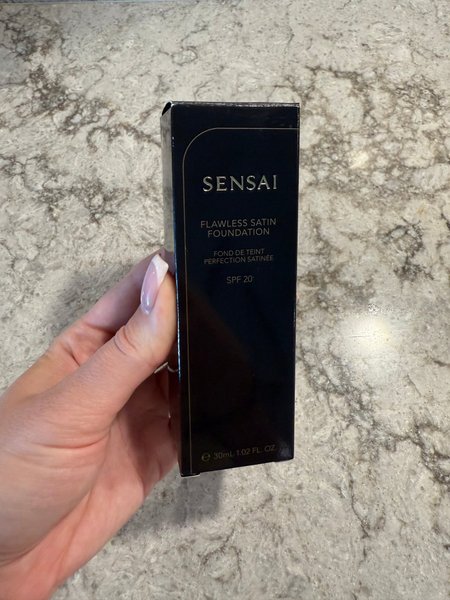 SENSAI
FLAWLESS SATIN
FOUNDATION
FOND DE TEINT
PERFECTION SATINÉE
SPF 20
℮ 30mL 1.02 FL. OZ.